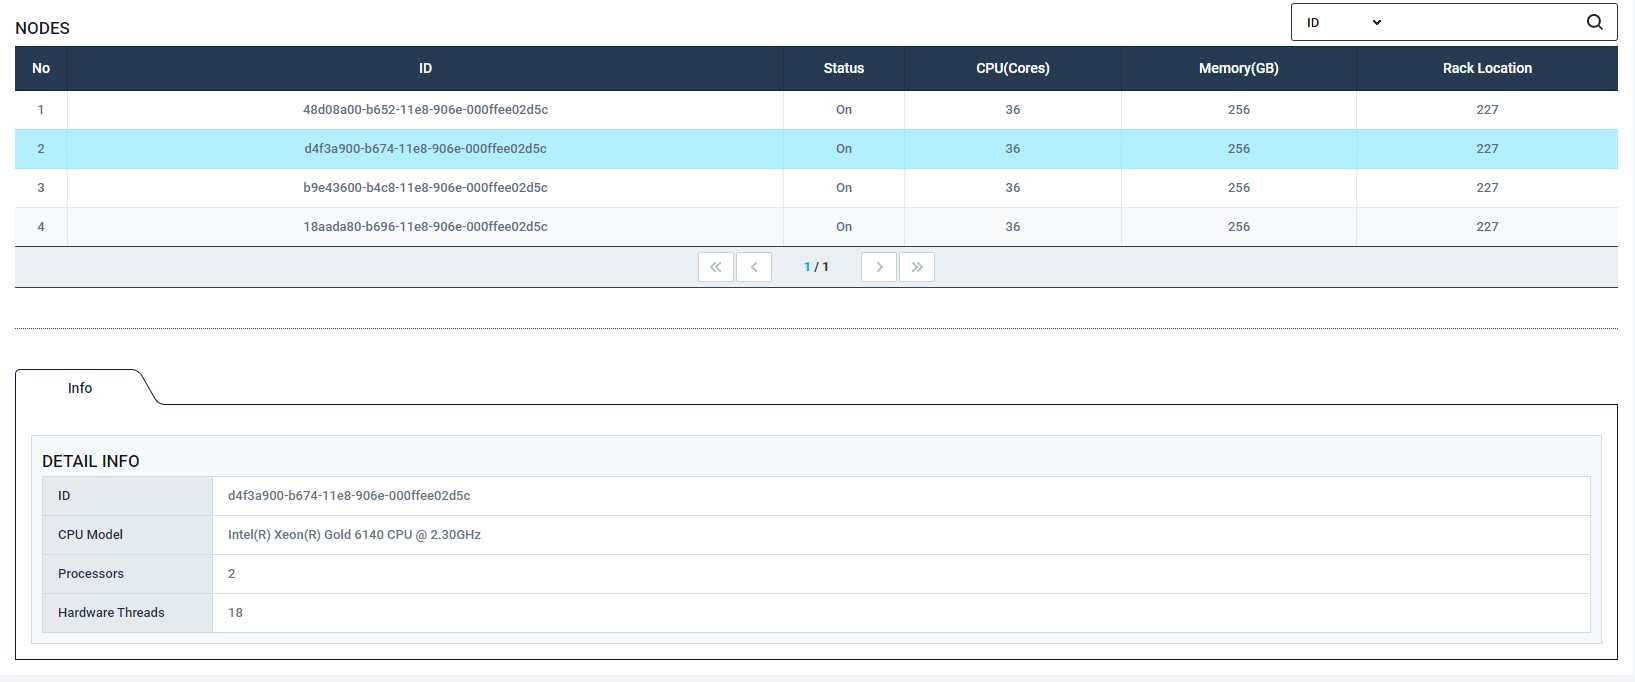 NODES
ID
No ID Status CPU(Cores) Memory(GB) Rack Location
1 48d08a00-b652-11e8-906e-000ffee02d5c On 36 256 227
2 d4f3a900-b674-11e8-906e-000ffee02d5c On 36 256 227
3 b9e43600-b4c8-11e8-906e-000ffee02d5c On 36 256 227
4 18aada80-b696-11e8-906e-000ffee02d5c On 36 256 227
1 / 1
Info
DETAIL INFO
ID d4f3a900-b674-11e8-906e-000ffee02d5c
CPU Model Intel(R) Xeon(R) Gold 6140 CPU @ 2.30GHz
Processors 2
Hardware Threads 18